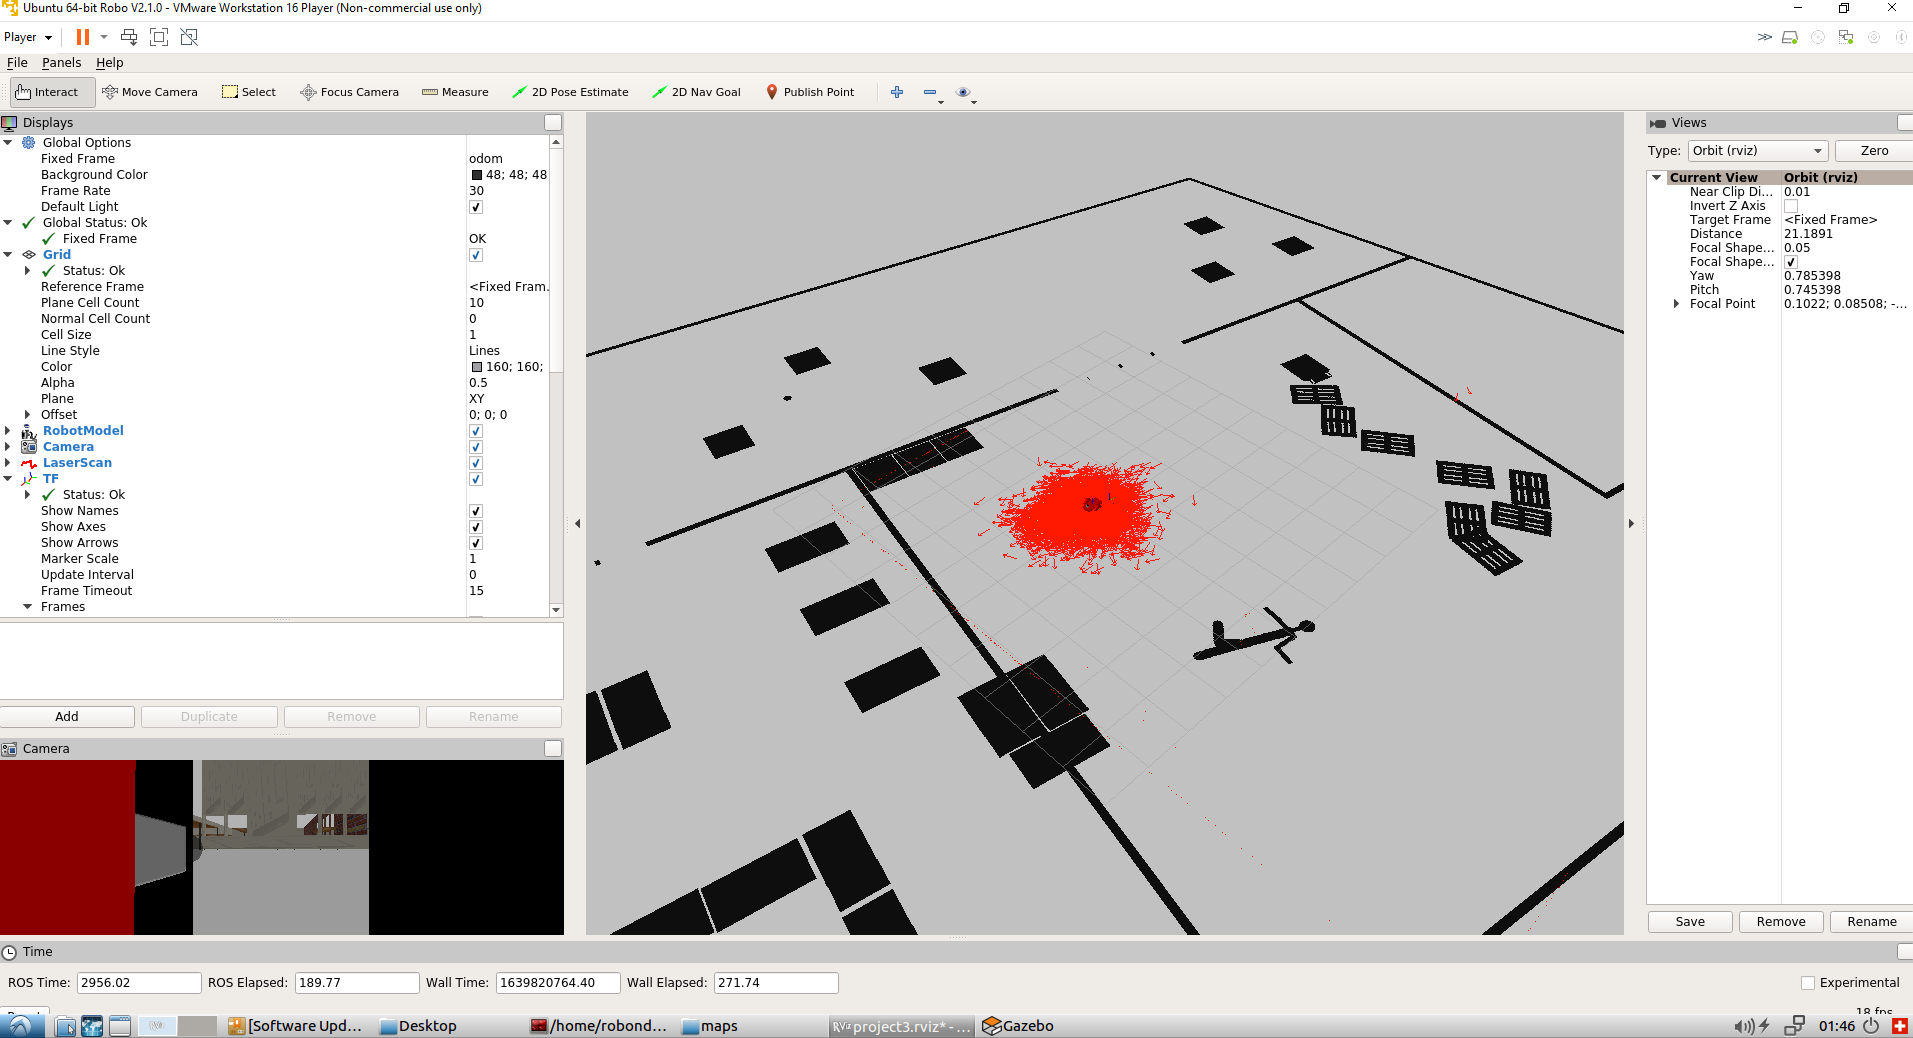 Ubuntu 64-bit Robo V2.1.0 - VMware Workstation 16 Player (Non-commercial use only)
Player
File Panels Help
Interact Move Camera Select Focus Camera Measure 2D Pose Estimate 2D Nav Goal Publish Point
Displays
Global Options
Fixed Frame odom
Background Color 48; 48; 48
Frame Rate 30
Default Light
Global Status: Ok
Fixed Frame OK
Grid
Status: Ok
Reference Frame <Fixed Fram.
Plane Cell Count 10
Normal Cell Count 0
Cell Size 1
Line Style Lines
Color 160; 160;
Alpha 0.5
Plane XY
Offset 0; 0; 0
RobotModel
Camera
LaserScan
TF
Status: Ok
Show Names
Show Axes
Show Arrows
Marker Scale 1
Update Interval 0
Frame Timeout 15
Frames
Add Duplicate Remove Rename
Camera
Views
Type: Orbit (rviz) Zero
Current View Orbit (rviz)
Near Clip Di... 0.01
Invert Z Axis
Target Frame <Fixed Frame>
Distance 21.1891
Focal Shape... 0.05
Focal Shape...
Yaw 0.785398
Pitch 0.745398
Focal Point 0.1022; 0.08508; -...
Save Remove Rename
Time
ROS Time: 2956.02 ROS Elapsed: 189.77 Wall Time: 1639820764.40 Wall Elapsed: 271.74 Experimental
18 fps
[Software Upd... Desktop /home/robond... maps RViz project3.rviz* - ... Gazebo 01:46